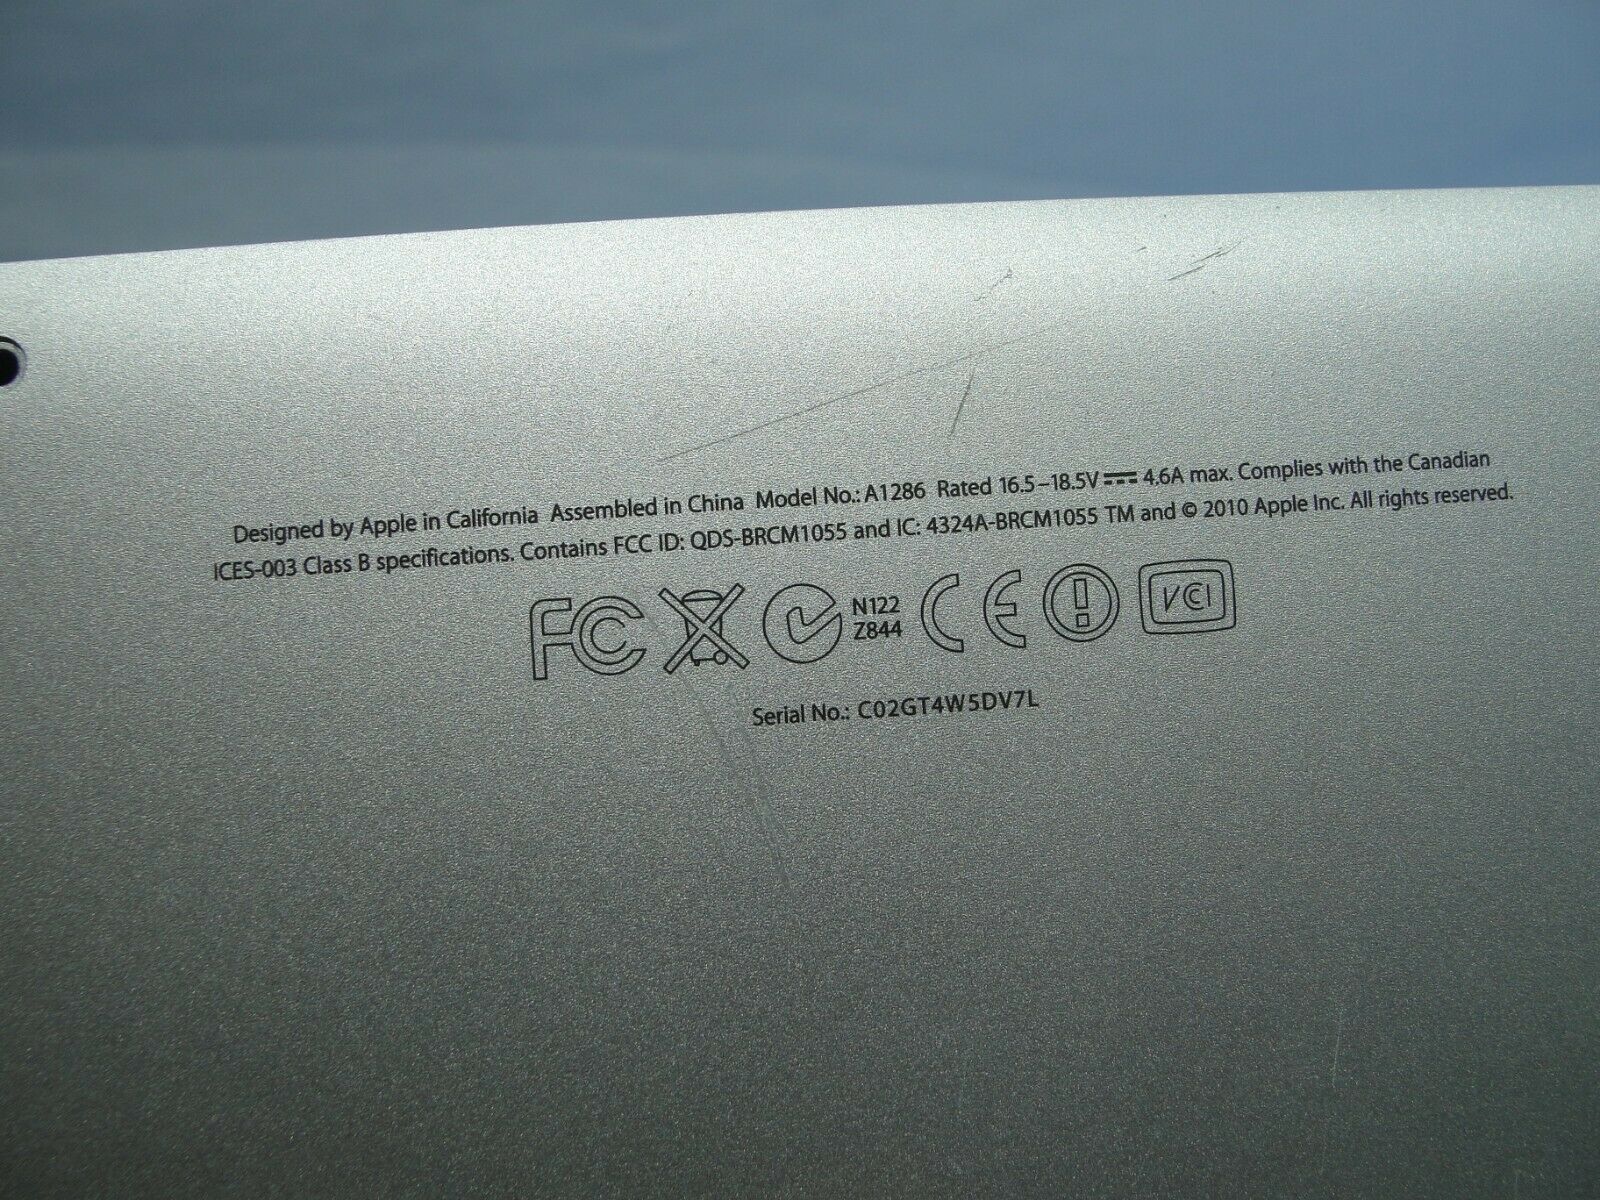 Designed by Apple in California Assembled in China Model No.: A1286 Rated 16.5–18.5V⎓4.6A max. Complies with the Canadian
ICES-003 Class B specifications. Contains FCC ID: QDS-BRCM1055 and IC: 4324A-BRCM1055 TM and © 2010 Apple Inc. All rights reserved.
FC N122 CE VCI
Z844
Serial No.: C02GT4W5DV7L